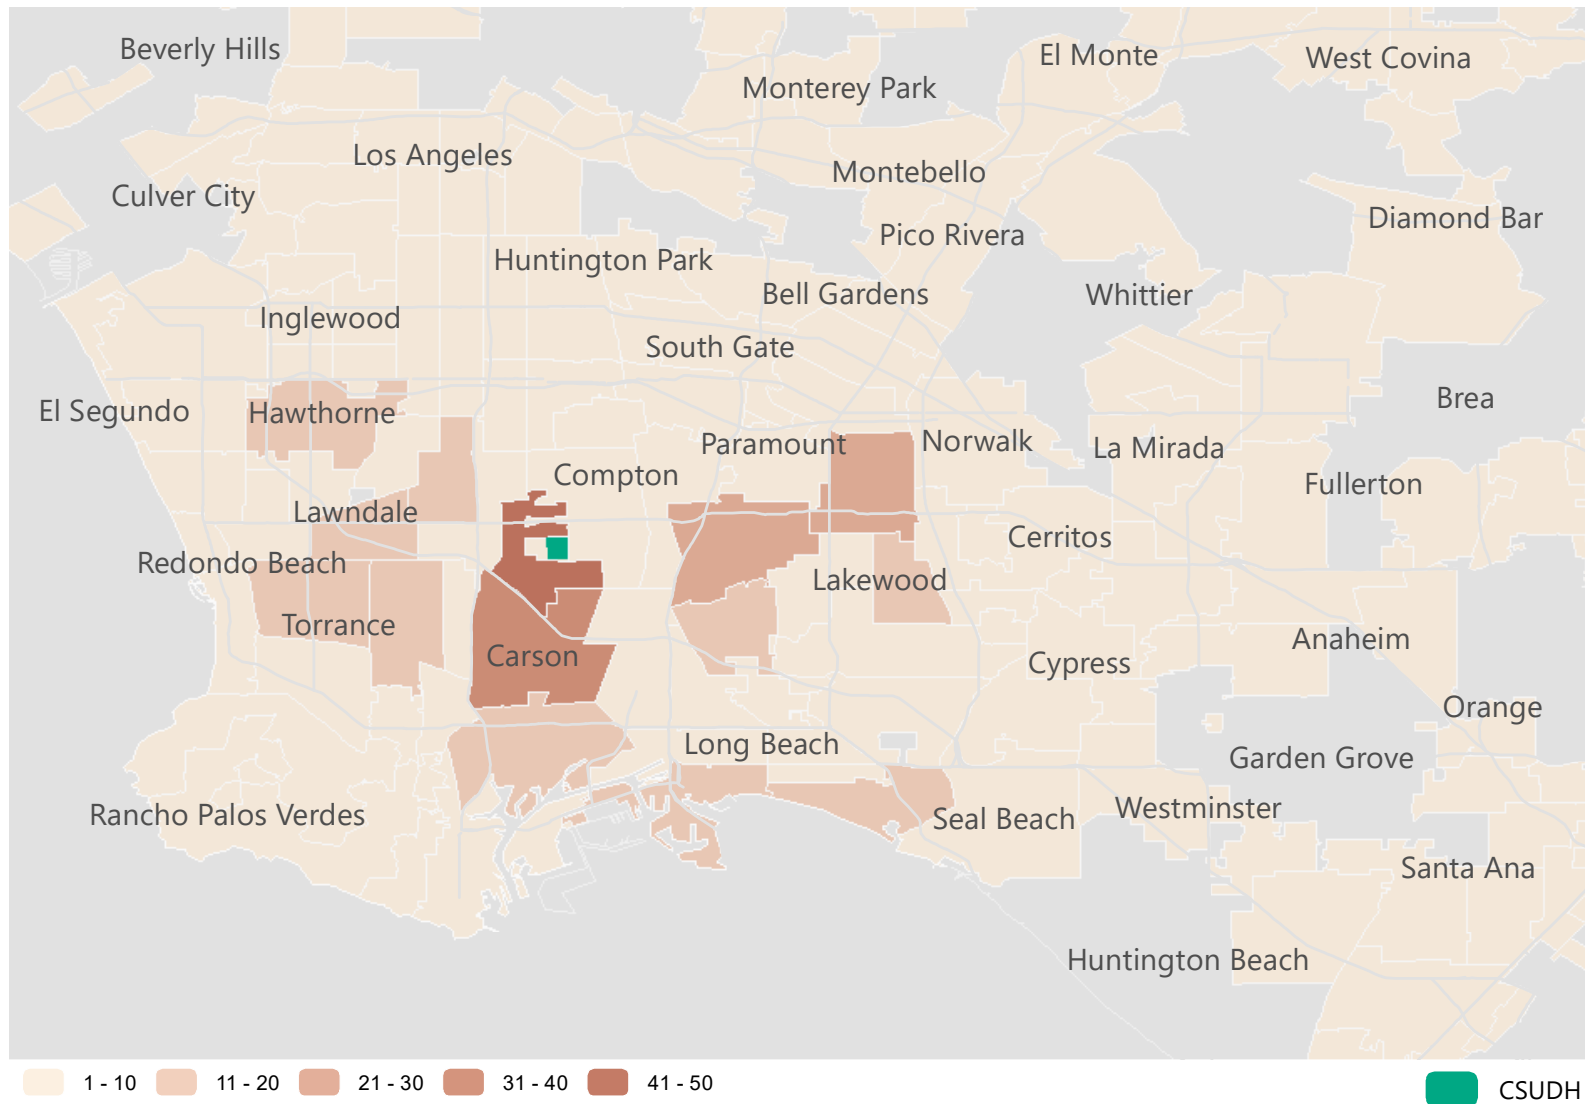 Beverly Hills
El Monte
West Covina
Monterey Park
Los Angeles
Montebello
Culver City
Diamond Bar
Pico Rivera
Huntington Park
Bell Gardens
Whittier
Inglewood
South Gate
El Segundo
Hawthorne
Brea
Paramount
Norwalk
La Mirada
Compton
Fullerton
Lawndale
Cerritos
Redondo Beach
Lakewood
Torrance
Anaheim
Carson
Cypress
Orange
Long Beach
Garden Grove
Rancho Palos Verdes
Seal Beach
Westminster
Santa Ana
Huntington Beach
1 - 10
11 - 20
21 - 30
31 - 40
41 - 50
CSUDH